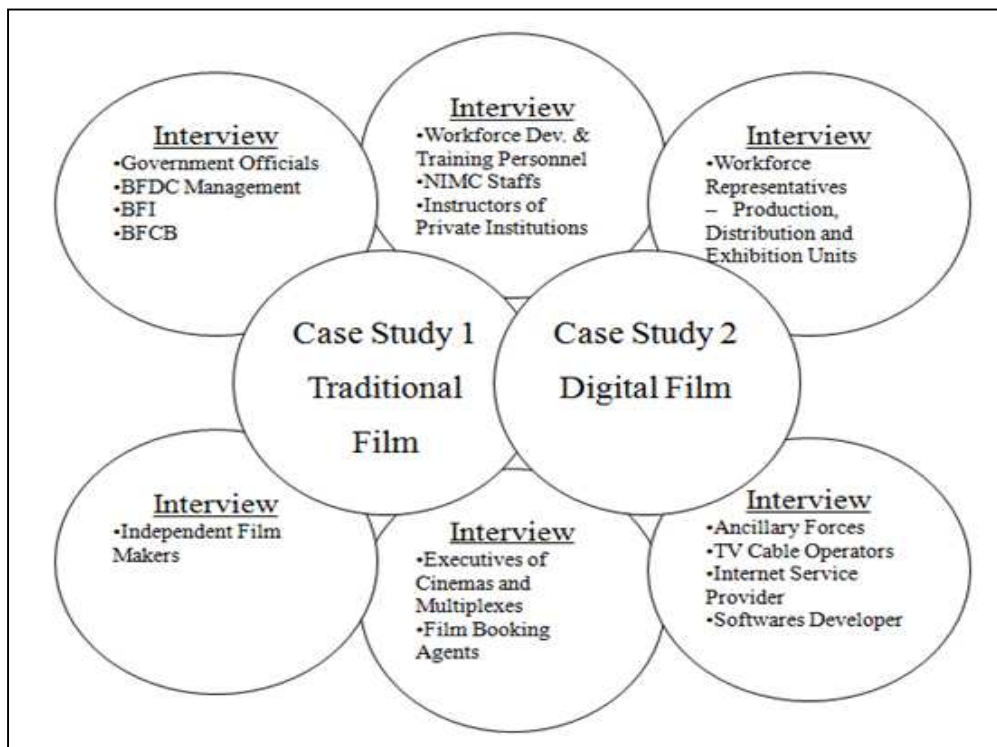 Interview
•Government Officials
•BFDC Management
•BFI
•BFCB
Interview
•Workforce Dev. &
Training Personnel
•NIMC Staffs
•Instructors of
Private Institutions
Interview
•Workforce
Representatives
– Production,
Distribution and
Exhibition Units
Case Study 1
Traditional
Film
Case Study 2
Digital Film
Interview
•Independent Film
Makers
Interview
•Executives of
Cinemas and
Multiplexes
•Film Booking
Agents
Interview
•Ancillary Forces
•TV Cable Operators
•Internet Service
Provider
•Softwares Developer